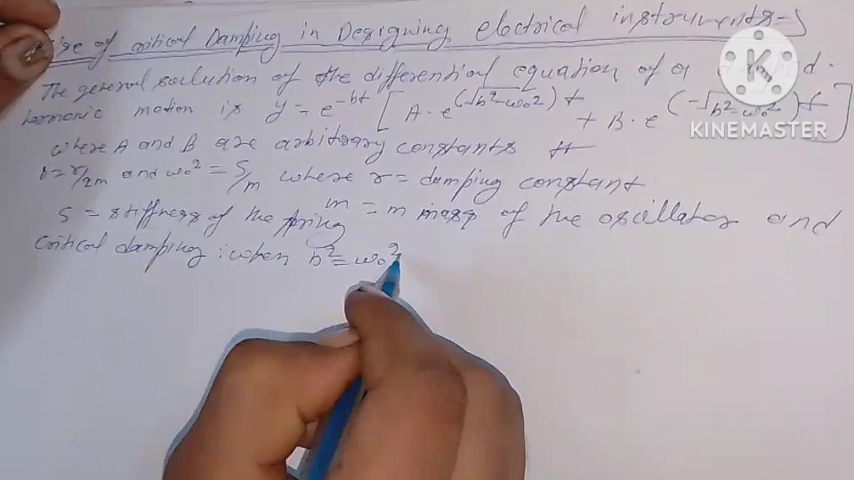 use of critical Damping in Designing electrical instruments-
The general solution of the differential equation of a d.
harmonic motion is y = e^-bt [ A. e^(√b²-ω₀²)t + B. e^(-√b²-ω₀²)t ]
where A and B are arbitrary constants
b=r/2m and ω₀² = S/m where r = damping constant
S = stiffness of the spring m = m mass of the oscillator and
critical damping : when b² = ω₀²
KINEMASTER